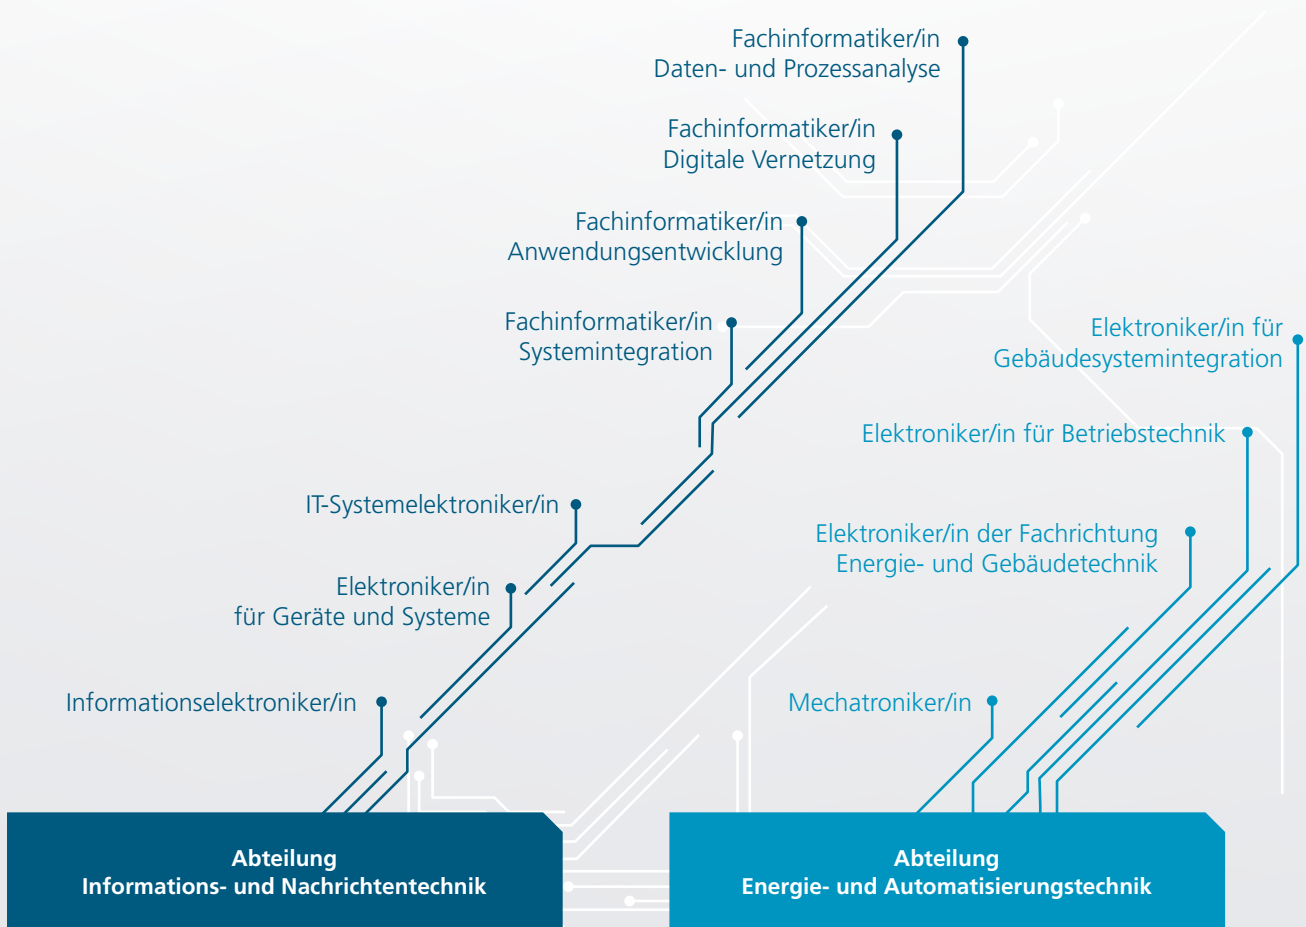 Fachinformatiker/in
Daten- und Prozessanalyse
Fachinformatiker/in
Digitale Vernetzung
Fachinformatiker/in
Anwendungsentwicklung
Fachinformatiker/in
Systemintegration
IT-Systemelektroniker/in
Elektroniker/in
für Geräte und Systeme
Informationselektroniker/in
Abteilung
Informations- und Nachrichtentechnik
Elektroniker/in für
Gebäudesystemintegration
Elektroniker/in für Betriebstechnik
Elektroniker/in der Fachrichtung
Energie- und Gebäudetechnik
Mechatroniker/in
Abteilung
Energie- und Automatisierungstechnik